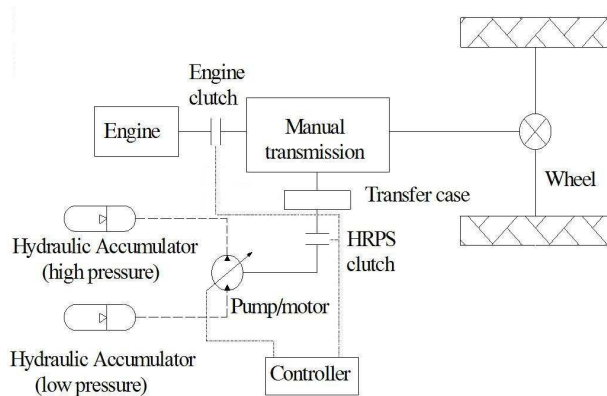 Engine
clutch
Engine
Manual
transmission
Transfer case
Wheel
HRPS
clutch
Hydraulic Accumulator
(high pressure)
Pump/motor
Hydraulic Accumulator
(low pressure)
Controller